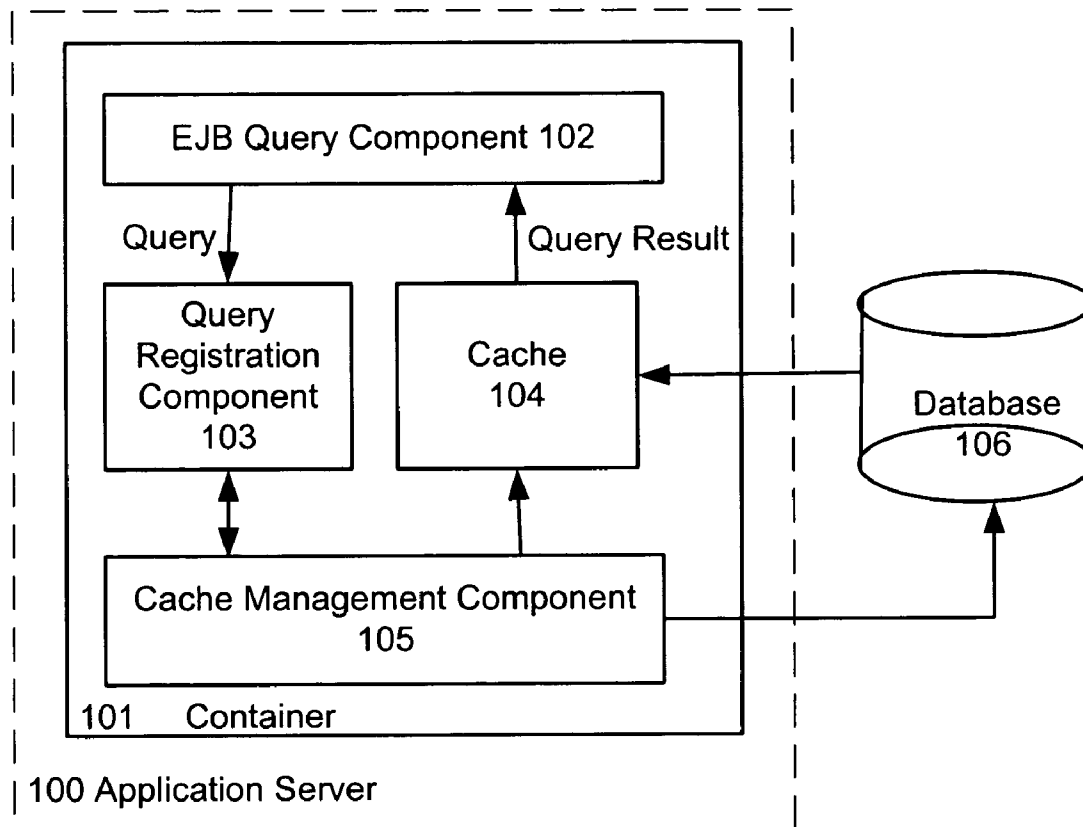 EJB Query Component 102
Query
Query Result
Query
Registration
Component
103
Cache
104
Database
106
Cache Management Component
105
101 Container
100 Application Server